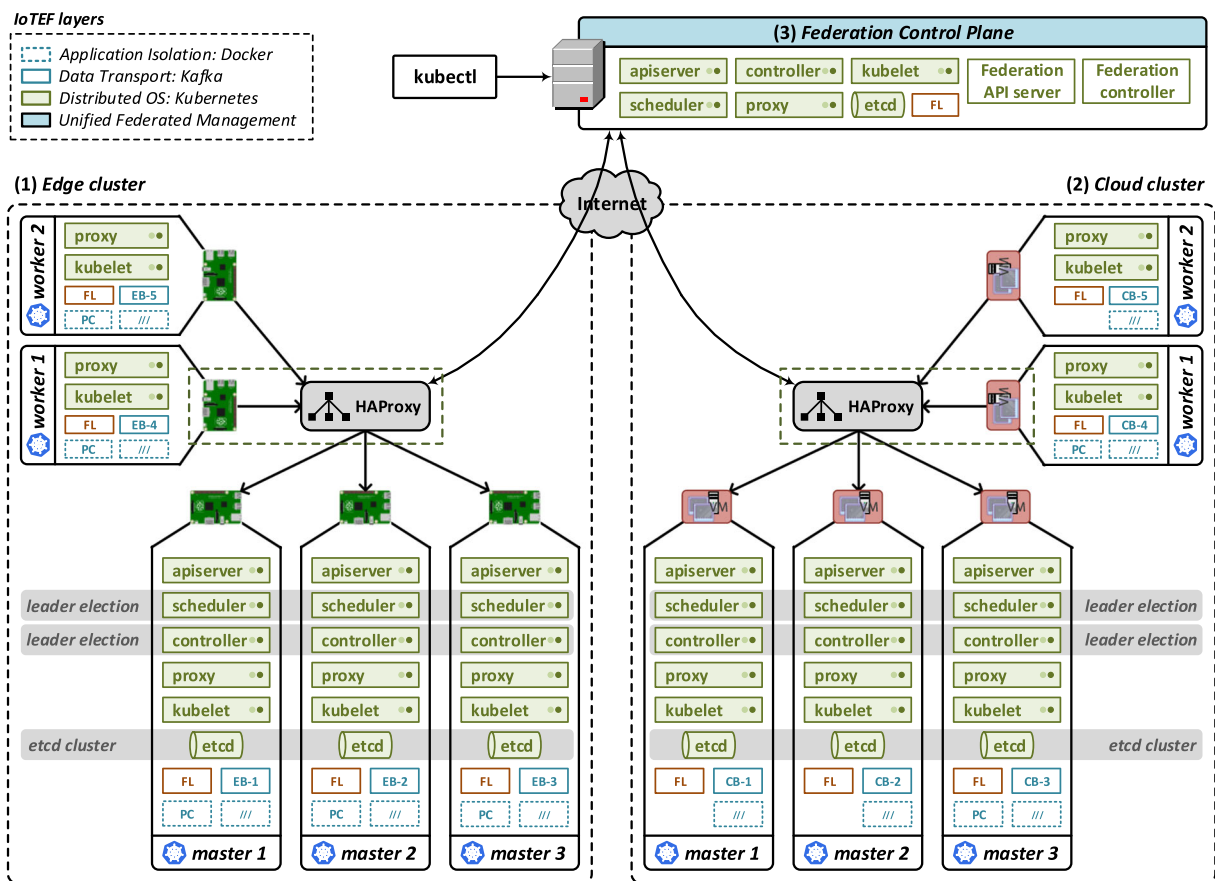 IoTEF layers
Application Isolation: Docker
Data Transport: Kafka
Distributed OS: Kubernetes
Unified Federated Management
kubectl
(3) Federation Control Plane
apiserver controller kubelet Federation API server Federation controller
scheduler proxy etcd FL
Internet
(1) Edge cluster
worker 2
proxy
kubelet
FL EB-5
PC ///
worker 1
proxy
kubelet
FL EB-4
PC ///
HAProxy
apiserver apiserver apiserver
leader election scheduler scheduler scheduler
leader election controller controller controller
proxy proxy proxy
kubelet kubelet kubelet
etcd cluster etcd etcd etcd
FL EB-1 FL EB-2 FL EB-3
PC /// PC /// PC ///
master 1 master 2 master 3
(2) Cloud cluster
VM
proxy
kubelet
FL CB-5
///
worker 2
VM
proxy
kubelet
FL CB-4
PC ///
worker 1
HAProxy
VM VM VM
apiserver apiserver apiserver
scheduler scheduler scheduler leader election
controller controller controller leader election
proxy proxy proxy
kubelet kubelet kubelet
etcd etcd etcd etcd cluster
FL CB-1 FL CB-2 FL CB-3
/// /// PC ///
master 1 master 2 master 3